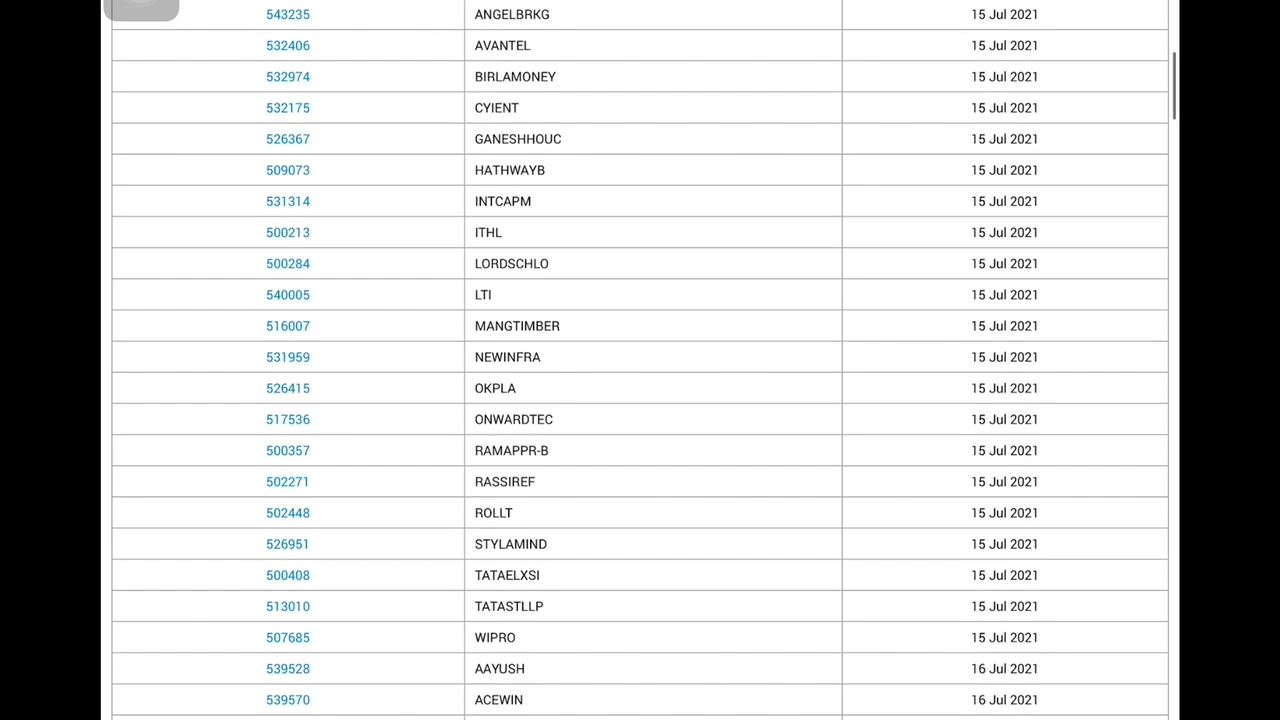 543235 ANGELBRKG 15 Jul 2021
532406 AVANTEL 15 Jul 2021
532974 BIRLAMONEY 15 Jul 2021
532175 CYIENT 15 Jul 2021
526367 GANESHHOUC 15 Jul 2021
509073 HATHWAYB 15 Jul 2021
531314 INTCAPM 15 Jul 2021
500213 ITHL 15 Jul 2021
500284 LORDSCHLO 15 Jul 2021
540005 LTI 15 Jul 2021
516007 MANGTIMBER 15 Jul 2021
531959 NEWINFRA 15 Jul 2021
526415 OKPLA 15 Jul 2021
517536 ONWARDTEC 15 Jul 2021
500357 RAMAPPR-B 15 Jul 2021
502271 RASSIREF 15 Jul 2021
502448 ROLLT 15 Jul 2021
526951 STYLAMIND 15 Jul 2021
500408 TATAELXSI 15 Jul 2021
513010 TATASTLLP 15 Jul 2021
507685 WIPRO 15 Jul 2021
539528 AAYUSH 16 Jul 2021
539570 ACEWIN 16 Jul 2021